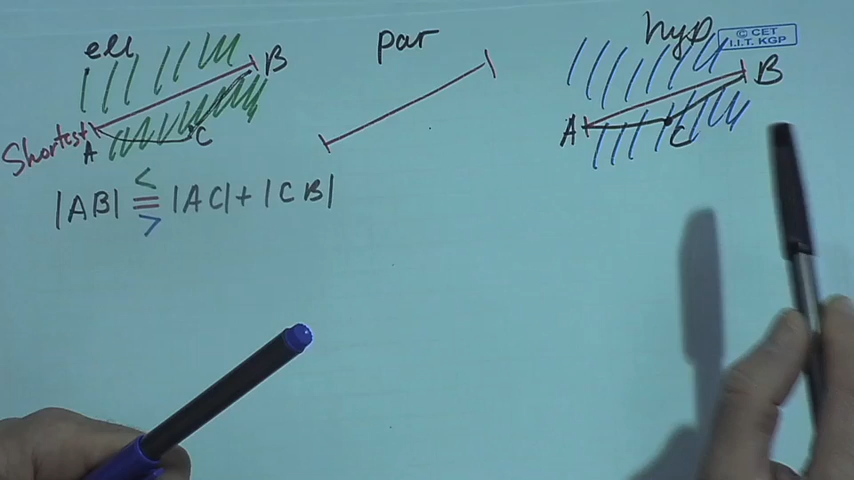 ell par hyp
© CET
I.I.T. KGP
B B
Shortest A C A C
|AB| <=> |AC| + |CB|